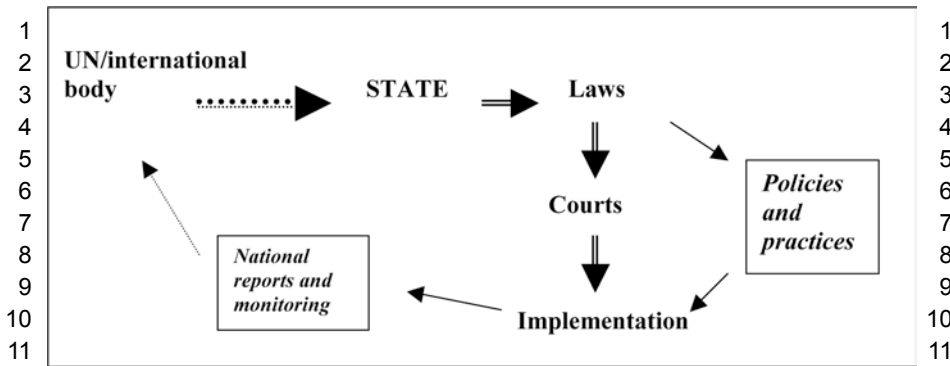 1
2
3
4
5
6
7
8
9
10
11
UN/international
body
STATE
Laws
Courts
Policies
and
practices
National
reports and
monitoring
Implementation
1
2
3
4
5
6
7
8
9
10
11